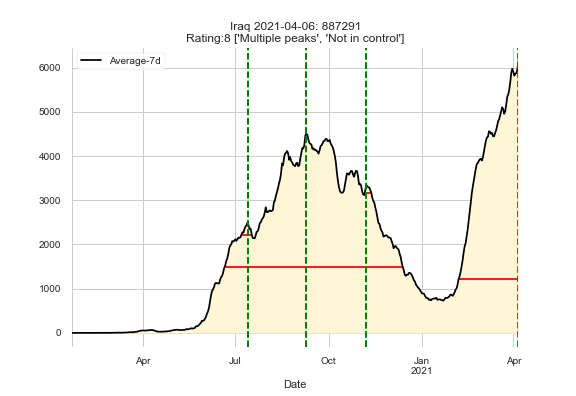 Iraq 2021-04-06: 887291
Rating:8 ['Multiple peaks', 'Not in control']
Average-7d
6000
5000
4000
3000
2000
1000
0
Apr
Jul
Oct
Jan
2021
Apr
Date